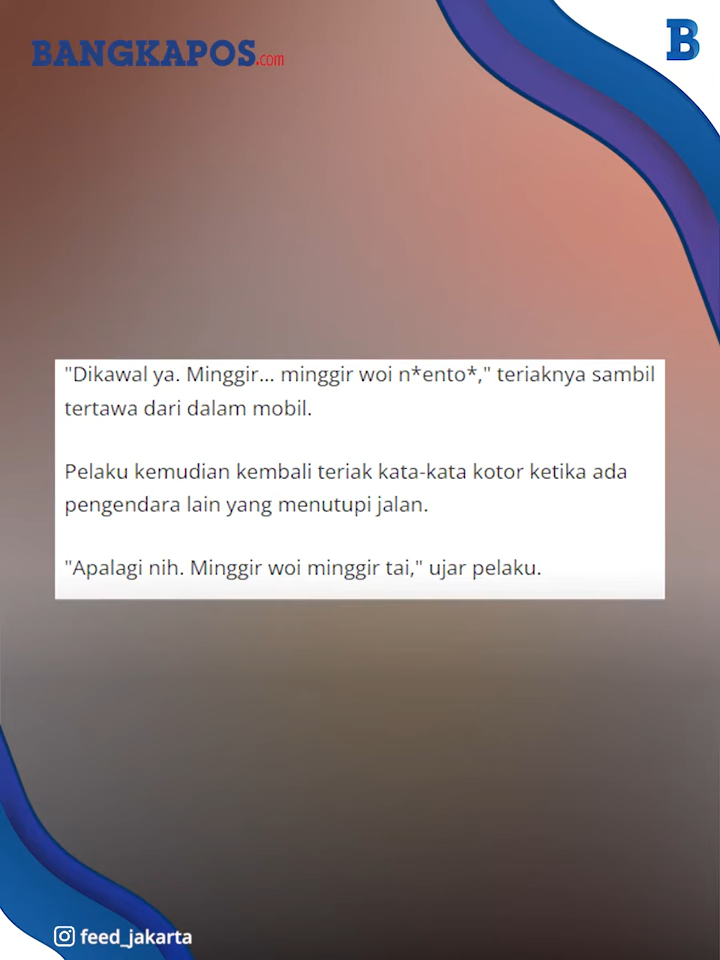 BANGKAPOS.com
B
"Dikawal ya. Minggir... minggir woi n*ento*," teriaknya sambil
tertawa dari dalam mobil.
Pelaku kemudian kembali teriak kata-kata kotor ketika ada
pengendara lain yang menutupi jalan.
"Apalagi nih. Minggir woi minggir tai," ujar pelaku.
feed_jakarta